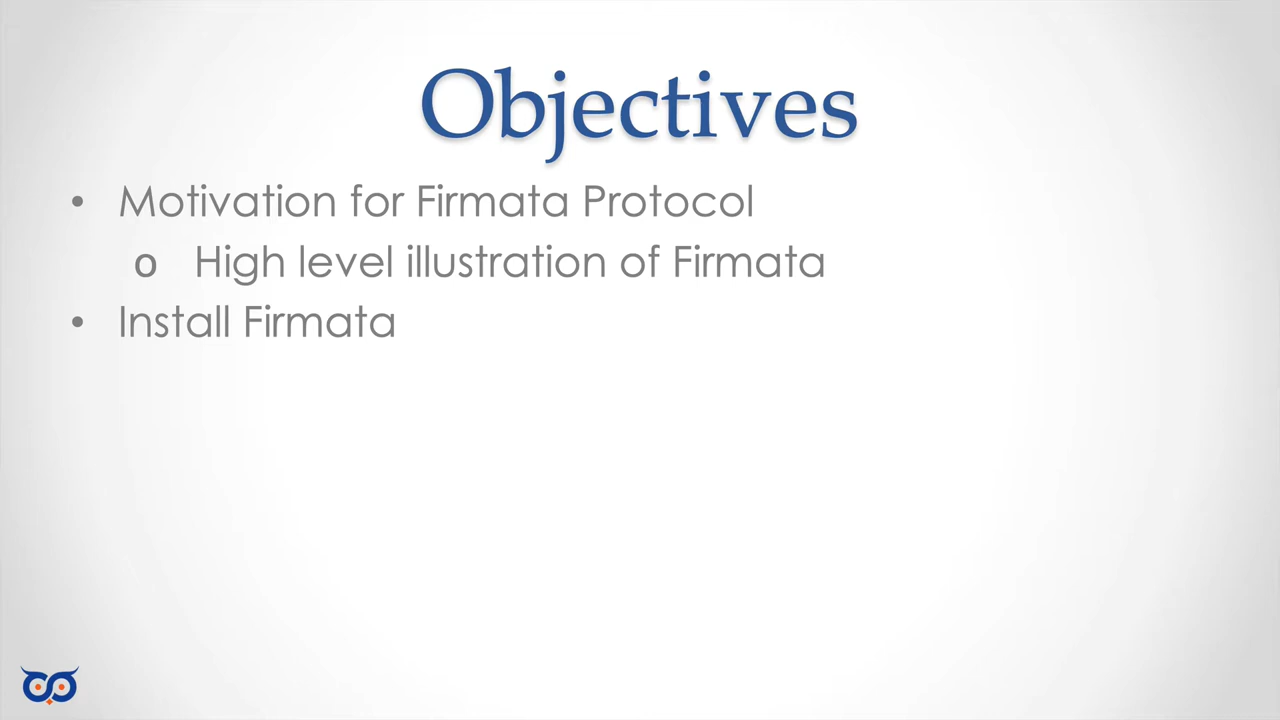 Objectives
• Motivation for Firmata Protocol
o High level illustration of Firmata
• Install Firmata